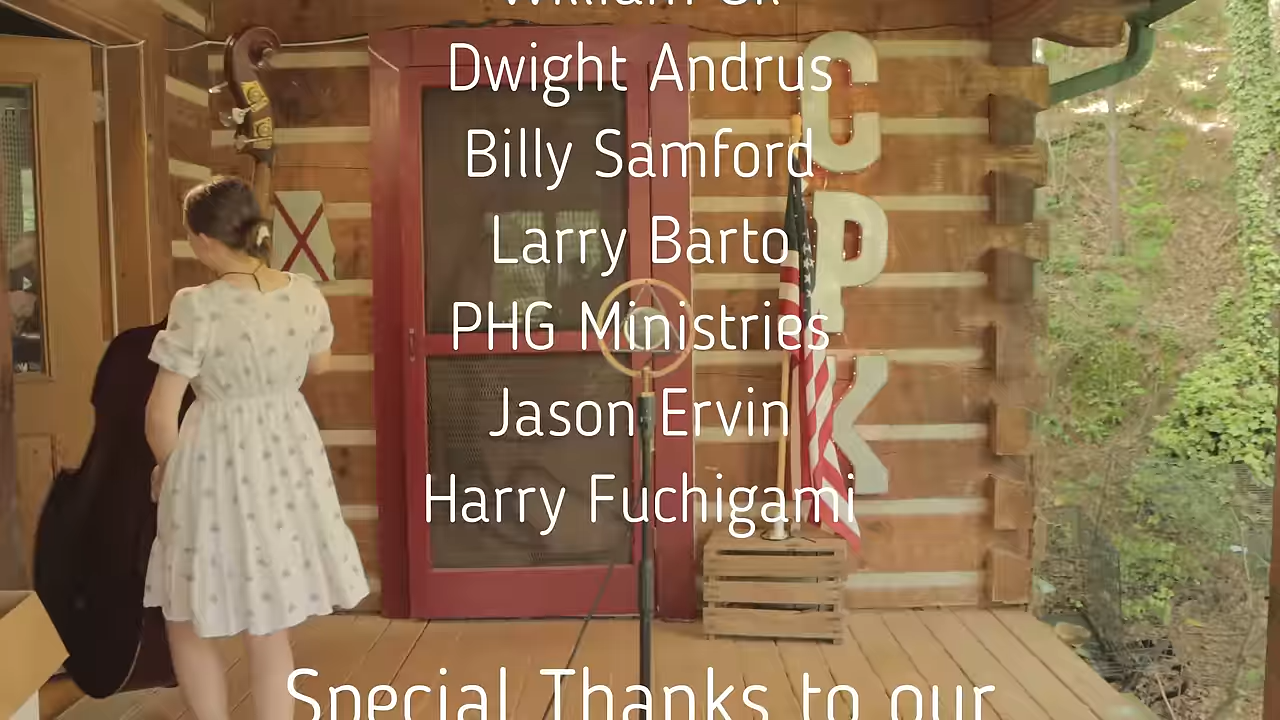 Dwight Andrus
Billy Samford
Larry Barto
PHG Ministries
Jason Ervin
Harry Fuchigami
Special Thanks to our
C
P
K